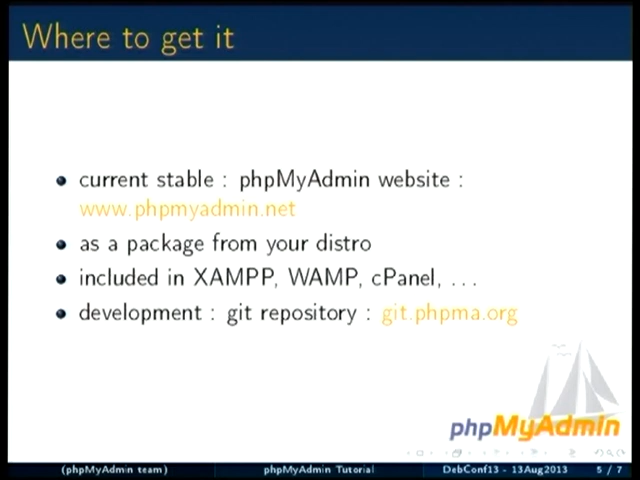 Where to get it
current stable : phpMyAdmin website :
www.phpmyadmin.net
as a package from your distro
included in XAMPP, WAMP, cPanel, ...
development : git repository : git.phpma.org
phpMyAdmin
(phpMyAdmin team) phpMyAdmin Tutorial DebConf13 - 13Aug2013 5 / 7